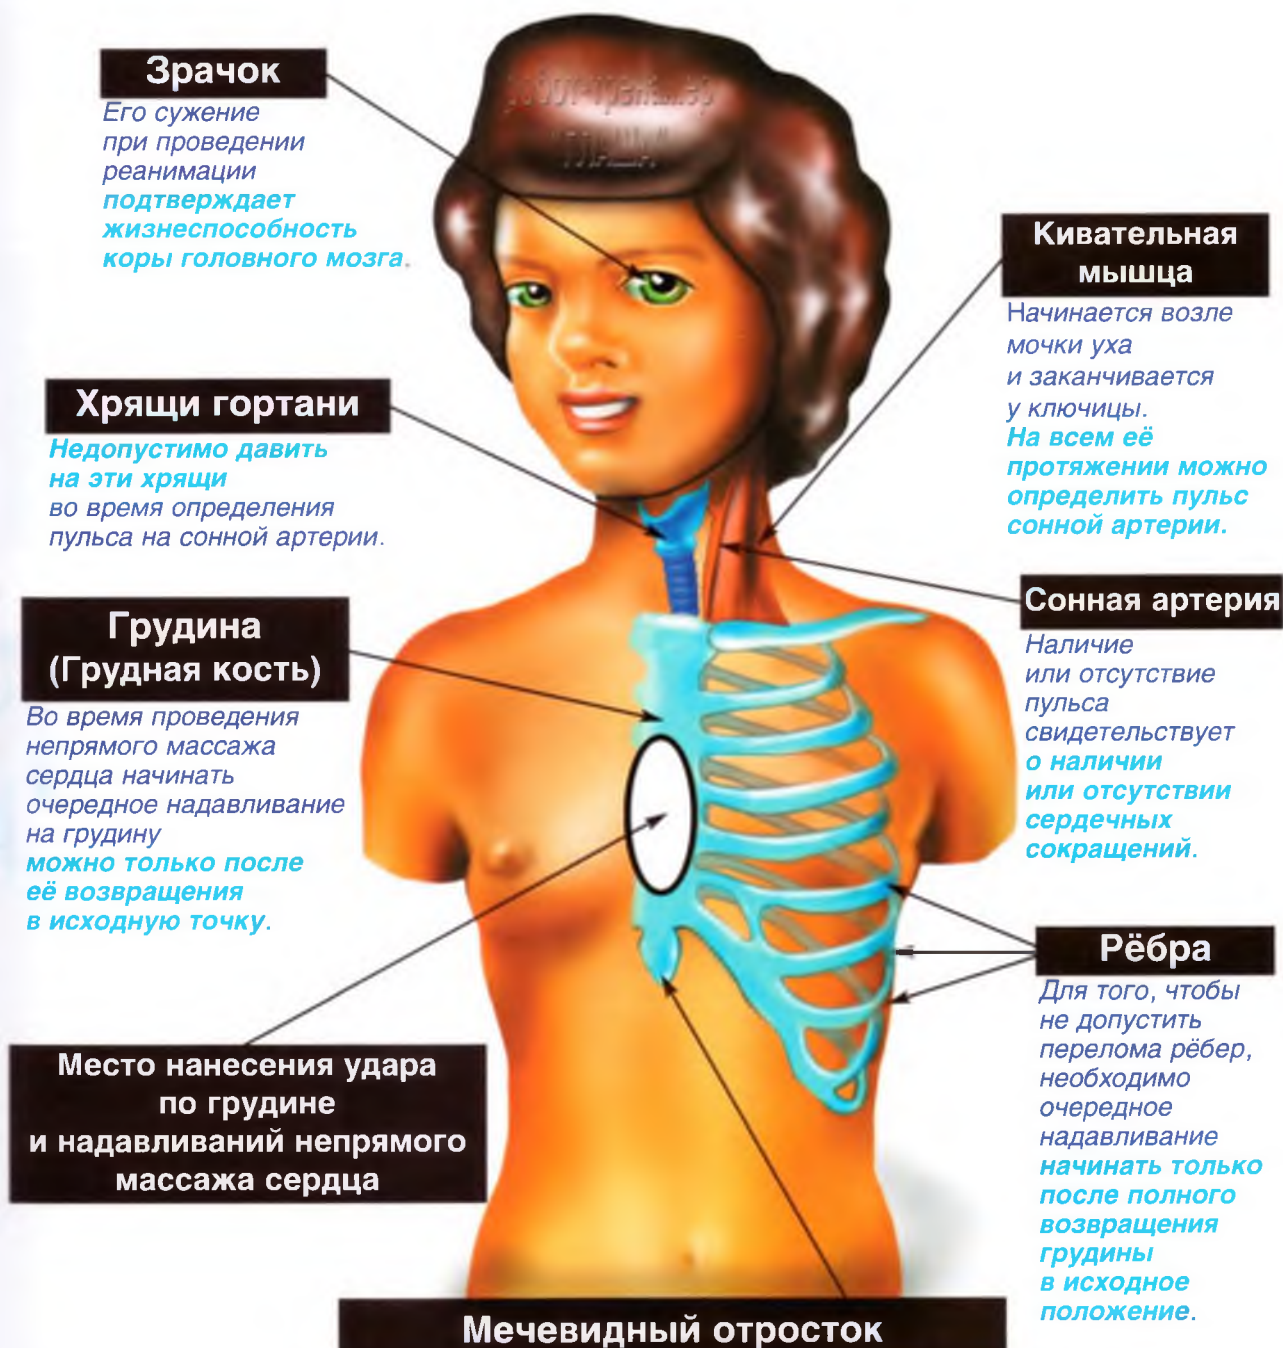 робот-тренажер
"ГЛАША"
Зрачок
Его сужение
при проведении
реанимации
подтверждает
жизнеспособность
коры головного мозга.
Кивательная
мышца
Начинается возле
мочки уха
и заканчивается
у ключицы.
На всем её
протяжении можно
определить пульс
сонной артерии.
Хрящи гортани
Недопустимо давить
на эти хрящи
во время определения
пульса на сонной артерии.
Сонная артерия
Наличие
или отсутствие
пульса
свидетельствует
о наличии
или отсутствии
сердечных
сокращений.
Грудина
(Грудная кость)
Во время проведения
непрямого массажа
сердца начинать
очередное надавливание
на грудину
можно только после
её возвращения
в исходную точку.
Рёбра
Для того, чтобы
не допустить
перелома рёбер,
необходимо
очередное
надавливание
начинать только
после полного
возвращения
грудины
в исходное
положение.
Место нанесения удара
по грудине
и надавливаний непрямого
массажа сердца
Мечевидный отросток